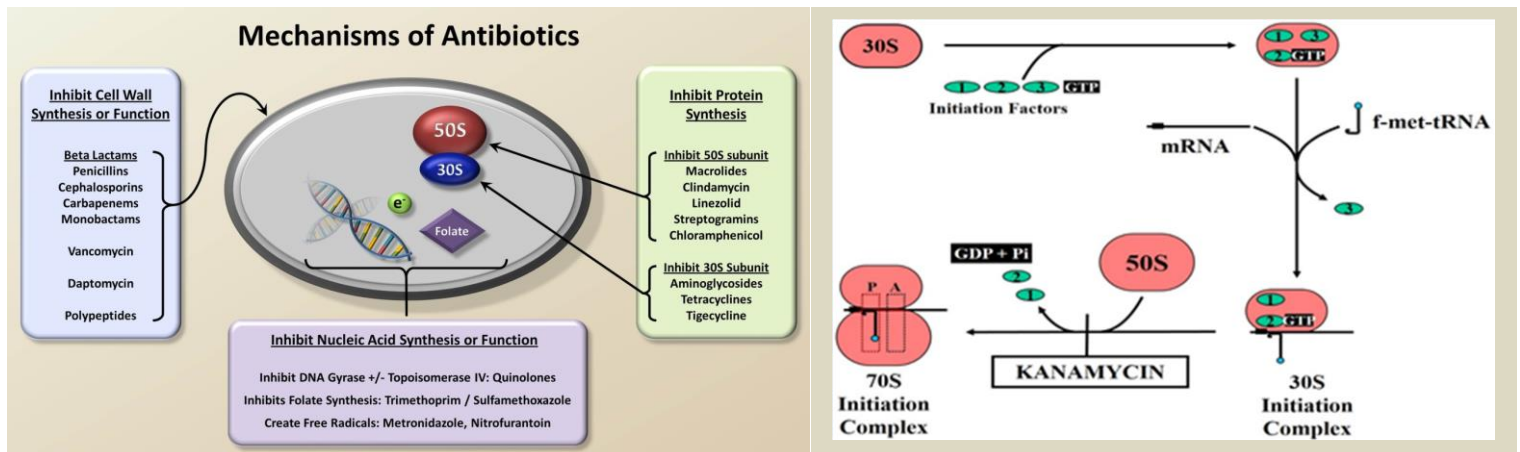 Mechanisms of Antibiotics
Inhibit Cell Wall
Synthesis or Function
Beta Lactams
Penicillins
Cephalosporins
Carbapenems
Monobactams
Vancomycin
Daptomycin
Polypeptides
50S
30S
e-
Folate
Inhibit Protein
Synthesis
Inhibit 50S subunit
Macrolides
Clindamycin
Linezolid
Streptogramins
Chloramphenicol
Inhibit 30S Subunit
Aminoglycosides
Tetracyclines
Tigecycline
Inhibit Nucleic Acid Synthesis or Function
Inhibit DNA Gyrase +/- Topoisomerase IV: Quinolones
Inhibits Folate Synthesis: Trimethoprim / Sulfamethoxazole
Create Free Radicals: Metronidazole, Nitrofurantoin
30S
1 2 3 GTP
Initiation Factors
1 3
2 GTP
f-met-tRNA
mRNA
3
GDP + Pi
2
1
50S
P A
KANAMYCIN
1
2 GTP
70S
Initiation
Complex
30S
Initiation
Complex